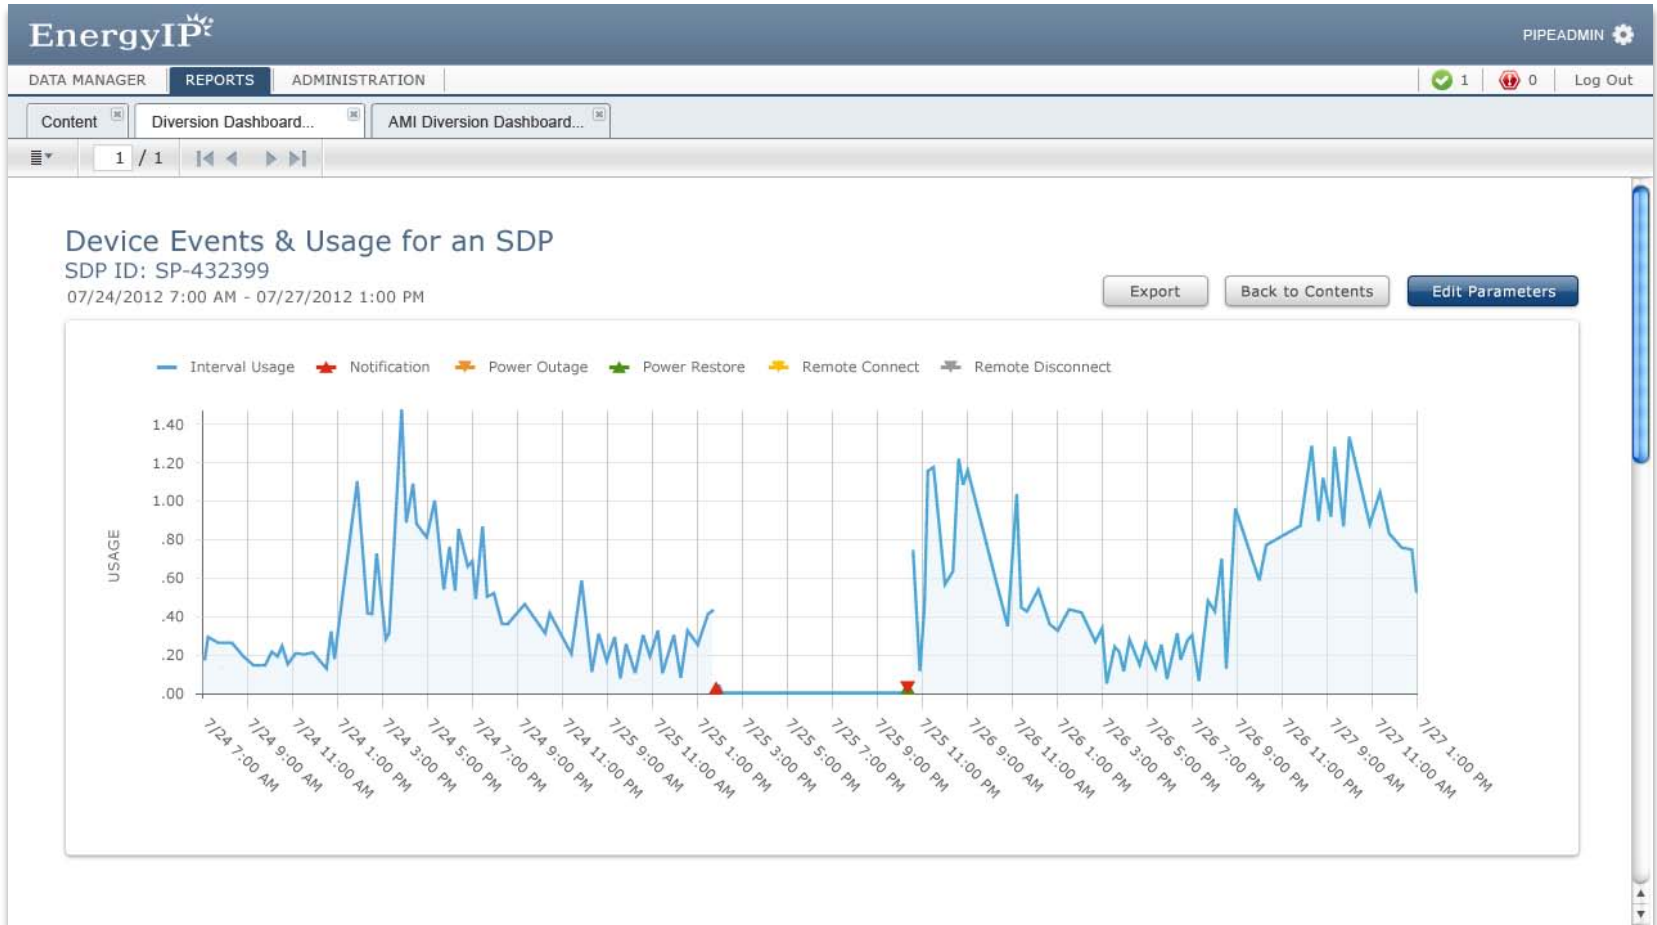 EnergyIP
PIPEADMIN
DATA MANAGER REPORTS ADMINISTRATION 1 0 Log Out
Content Diversion Dashboard... AMI Diversion Dashboard...
1 / 1
Device Events & Usage for an SDP
SDP ID: SP-432399
07/24/2012 7:00 AM - 07/27/2012 1:00 PM
Export Back to Contents Edit Parameters
Interval Usage Notification Power Outage Power Restore Remote Connect Remote Disconnect
1.40
1.20
1.00
.80
.60
.40
.20
.00
USAGE
7/24 7:00 AM
7/24 9:00 AM
7/24 11:00 AM
7/24 1:00 PM
7/24 3:00 PM
7/24 5:00 PM
7/24 7:00 PM
7/24 9:00 PM
7/24 11:00 PM
7/25 9:00 AM
7/25 11:00 AM
7/25 1:00 PM
7/25 3:00 PM
7/25 5:00 PM
7/25 7:00 PM
7/25 9:00 PM
7/25 11:00 PM
7/26 9:00 AM
7/26 11:00 AM
7/26 1:00 PM
7/26 3:00 PM
7/26 5:00 PM
7/26 7:00 PM
7/26 9:00 PM
7/26 11:00 PM
7/27 9:00 AM
7/27 11:00 AM
7/27 1:00 PM